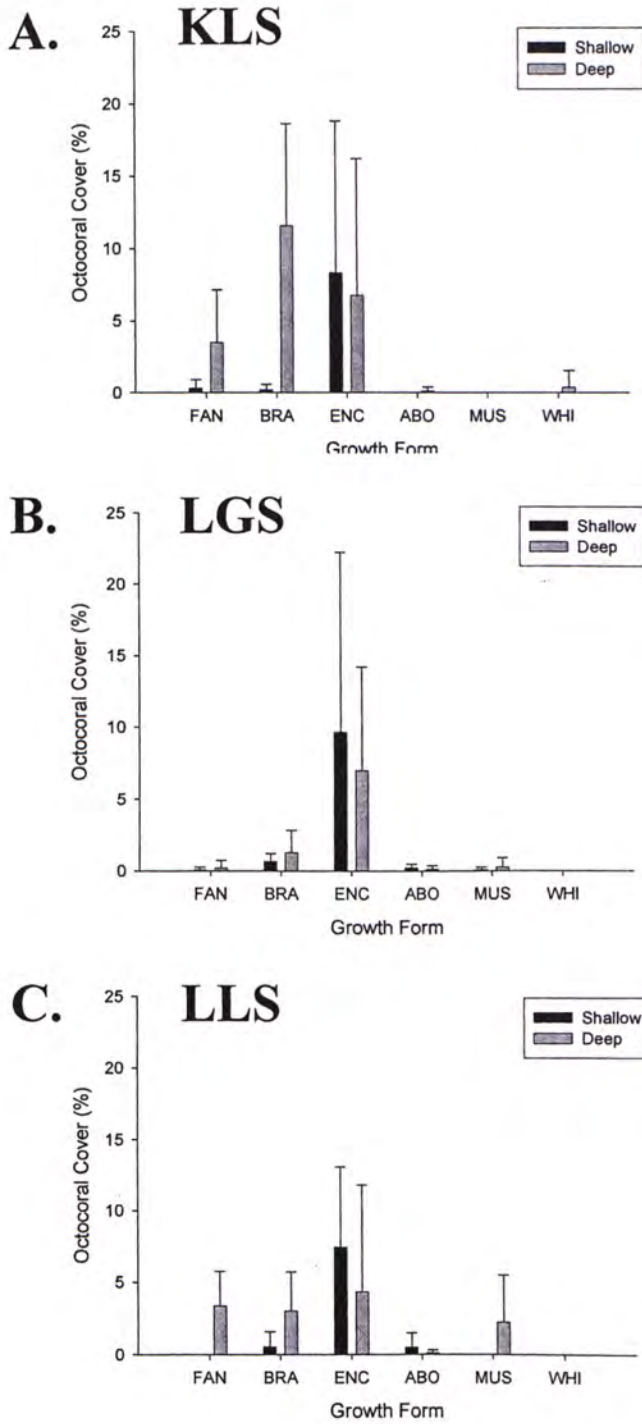 A. KLS
25
20
15
10
5
0
Octocoral Cover (%)
Shallow
Deep
FAN BRA ENC ABO MUS WHI
Growth Form
B. LGS
25
20
15
10
5
0
Octocoral Cover (%)
Shallow
Deep
FAN BRA ENC ABO MUS WHI
Growth Form
C. LLS
25
20
15
10
5
0
Octocoral Cover (%)
Shallow
Deep
FAN BRA ENC ABO MUS WHI
Growth Form